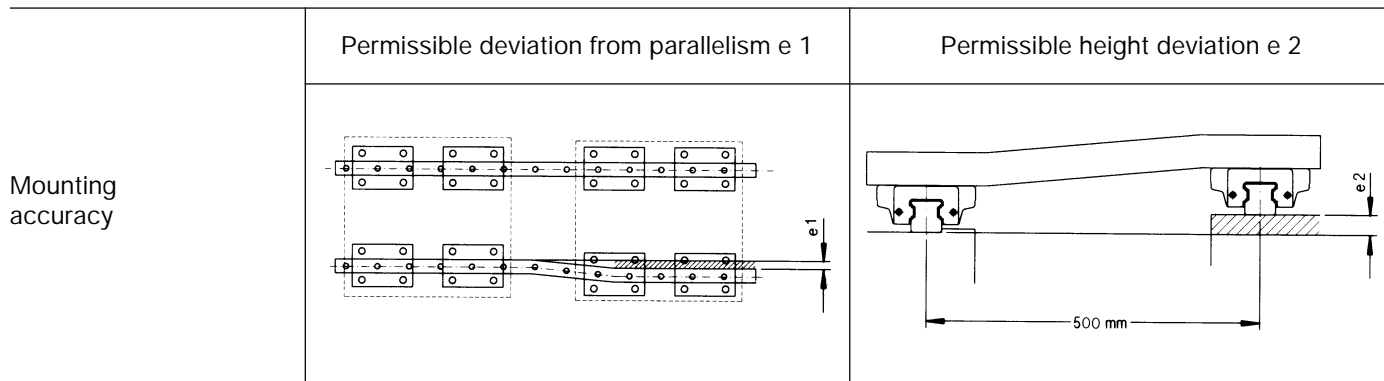 Permissible deviation from parallelism e 1
Permissible height deviation e 2
Mounting
accuracy
e1
e2
500 mm